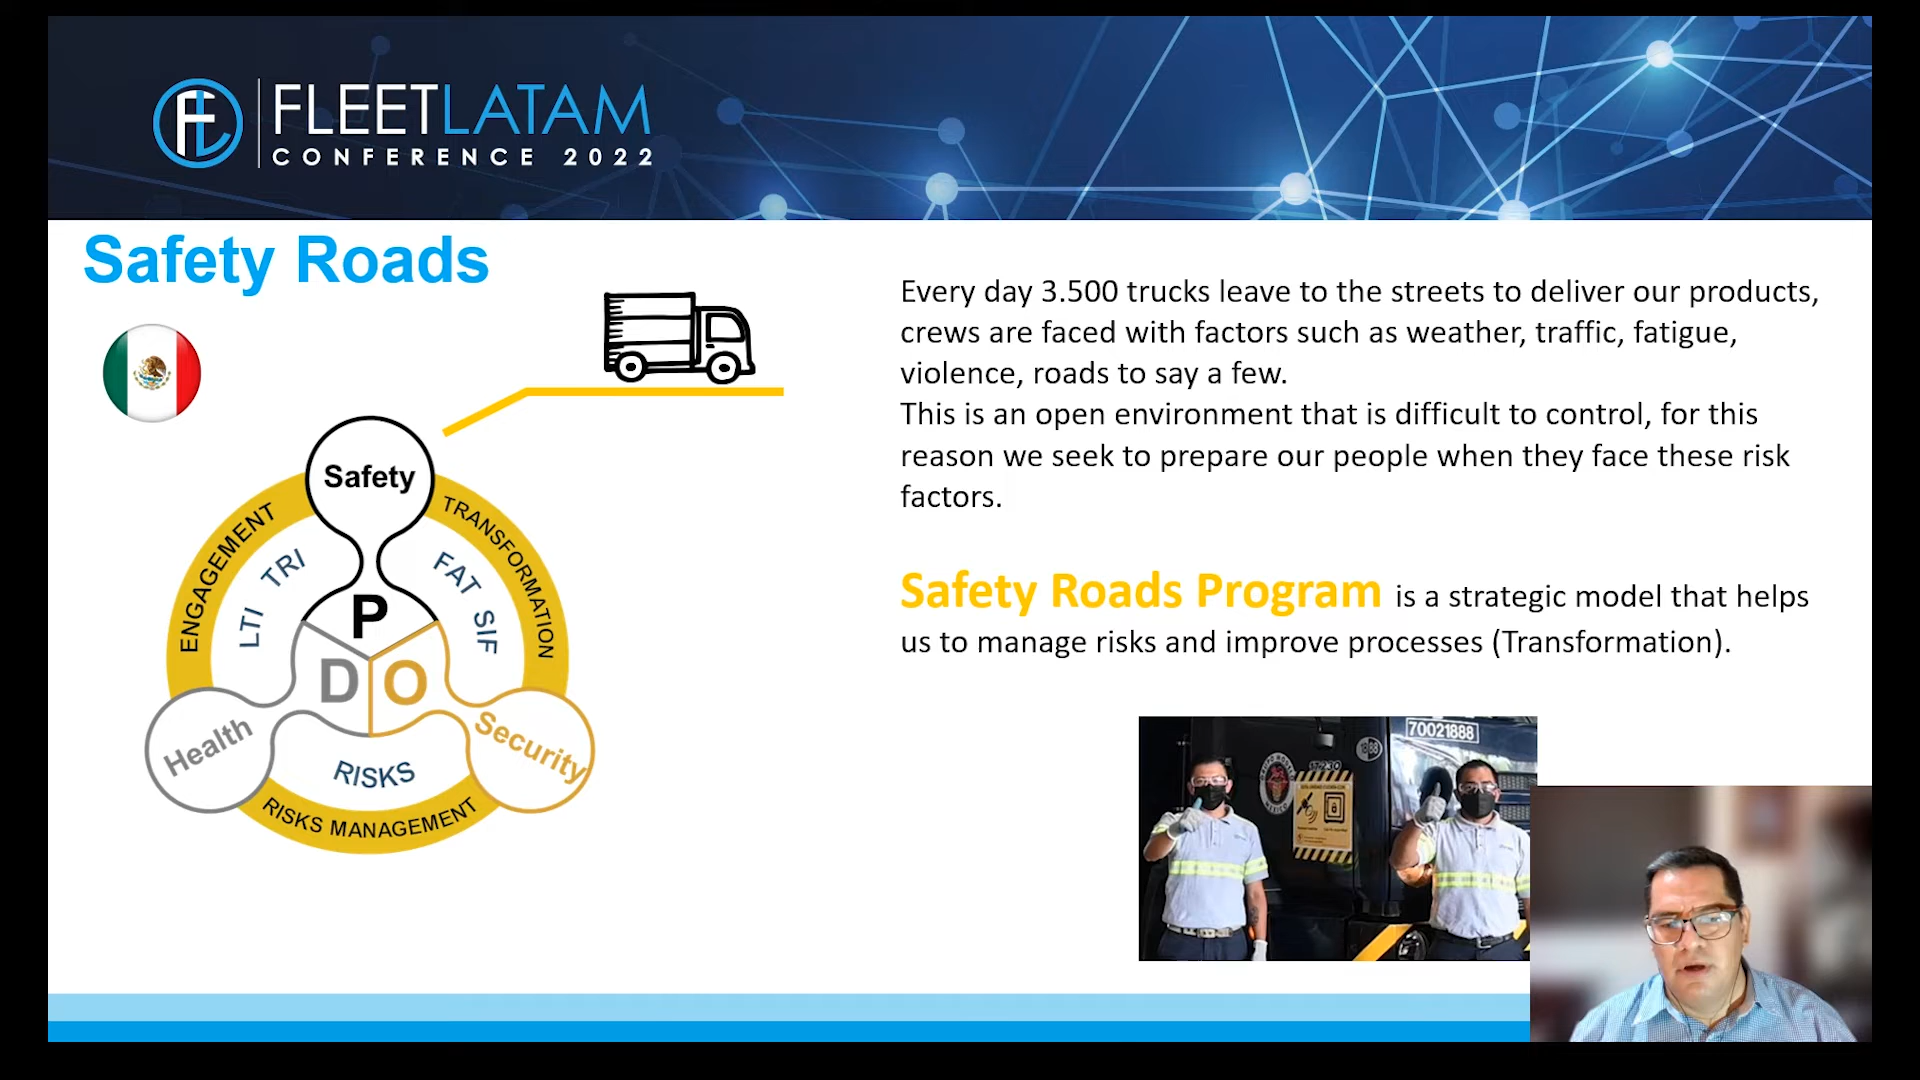 FLEETLATAM
CONFERENCE 2022
Safety Roads
Every day 3.500 trucks leave to the streets to deliver our products,
crews are faced with factors such as weather, traffic, fatigue,
violence, roads to say a few.
This is an open environment that is difficult to control, for this
reason we seek to prepare our people when they face these risk
factors.
Safety Roads Program is a strategic model that helps
us to manage risks and improve processes (Transformation).
Safety
ENGAGEMENT
TRANSFORMATION
TRI
LTI
FAT
SIF
P
D
O
Health
Security
RISKS
RISKS MANAGEMENT
70021888